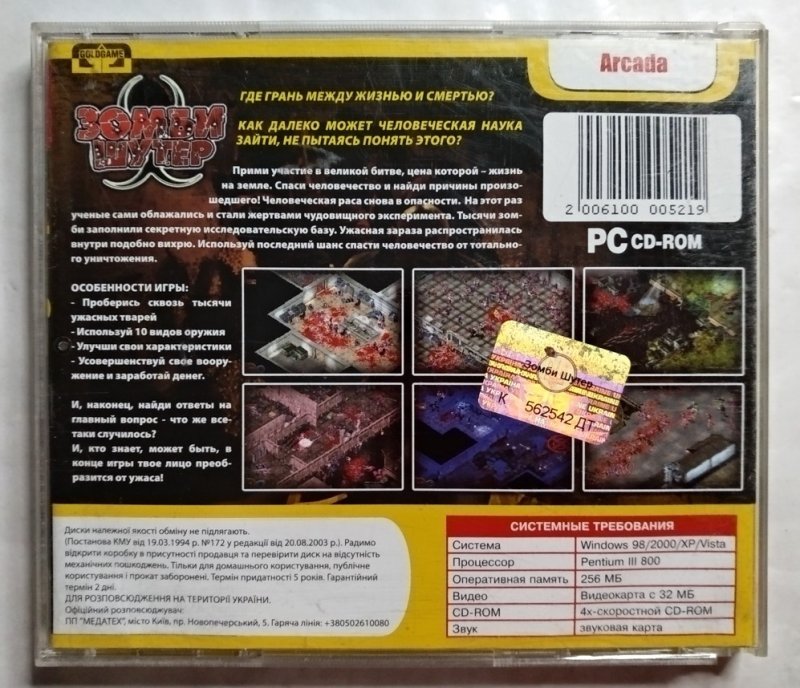 GOLDGAME
Arcada
ЗОМБИ
ШУТЕР
ГДЕ ГРАНЬ МЕЖДУ ЖИЗНЬЮ И СМЕРТЬЮ?
КАК ДАЛЕКО МОЖЕТ ЧЕЛОВЕЧЕСКАЯ НАУКА
ЗАЙТИ, НЕ ПЫТАЯСЬ ПОНЯТЬ ЭТОГО?
Прими участие в великой битве, цена которой – жизнь
на земле. Спаси человечество и найди причины произо-
шедшего! Человеческая раса снова в опасности. На этот раз
ученые сами облажались и стали жертвами чудовищного эксперимента. Тысячи зом-
би заполнили секретную исследовательскую базу. Ужасная зараза распространилась
внутри подобно вихрю. Используй последний шанс спасти человечество от тотально-
го уничтожения.
2 006100 005219
PC CD-ROM
ОСОБЕННОСТИ ИГРЫ:
- Проберись сквозь тысячи
ужасных тварей
- Используй 10 видов оружия
- Улучши свои характеристики
- Усовершенствуй свое воору-
жение и заработай денег.
И, наконец, найди ответы на
главный вопрос - что же все-
таки случилось?
И, кто знает, может быть, в
конце игры твое лицо преоб-
разится от ужаса!
Зомби Шутер
УКРАЇНА
К 562542 ДТ
Диски належної якості обміну не підлягають.
(Постанова КМУ від 19.03.1994 р. №172 у редакції від 20.08.2003 р.). Радимо
відкрити коробку в присутності продавця та перевірити диск на відсутність
механічних пошкоджень. Тільки для домашнього користування, публічне
користування і прокат заборонені. Термін придатності 5 років. Гарантійний
термін 2 дні.
ДЛЯ РОЗПОВСЮДЖЕННЯ НА ТЕРИТОРІЇ УКРАЇНИ.
Офіційний розповсюджувач:
ПП "МЕДАТЕХ", місто Київ, пр. Новопечерський, 5. Гаряча лінія: +380502610080
СИСТЕМНЫЕ ТРЕБОВАНИЯ
Система Windows 98/2000/XP/Vista
Процессор Pentium III 800
Оперативная память 256 МБ
Видео Видеокарта с 32 МБ
CD-ROM 4х-скоростной CD-ROM
Звук звуковая карта